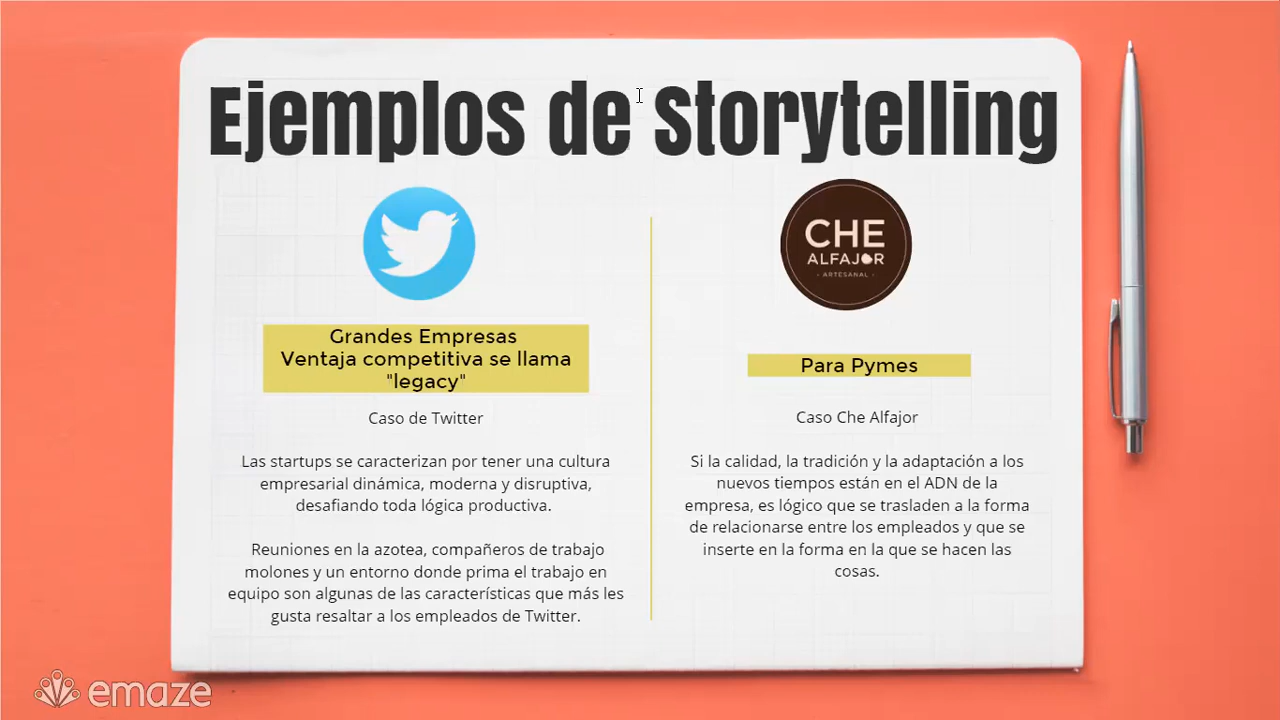 Ejemplos de Storytelling
CHE
ALFAJOR
- ARTESANAL -
Grandes Empresas
Ventaja competitiva se llama
"legacy"
Caso de Twitter
Las startups se caracterizan por tener una cultura
empresarial dinámica, moderna y disruptiva,
desafiando toda lógica productiva.
Reuniones en la azotea, compañeros de trabajo
molones y un entorno donde prima el trabajo en
equipo son algunas de las características que más les
gusta resaltar a los empleados de Twitter.
Para Pymes
Caso Che Alfajor
Si la calidad, la tradición y la adaptación a los
nuevos tiempos están en el ADN de la
empresa, es lógico que se trasladen a la forma
de relacionarse entre los empleados y que se
inserte en la forma en la que se hacen las
cosas.
emaze